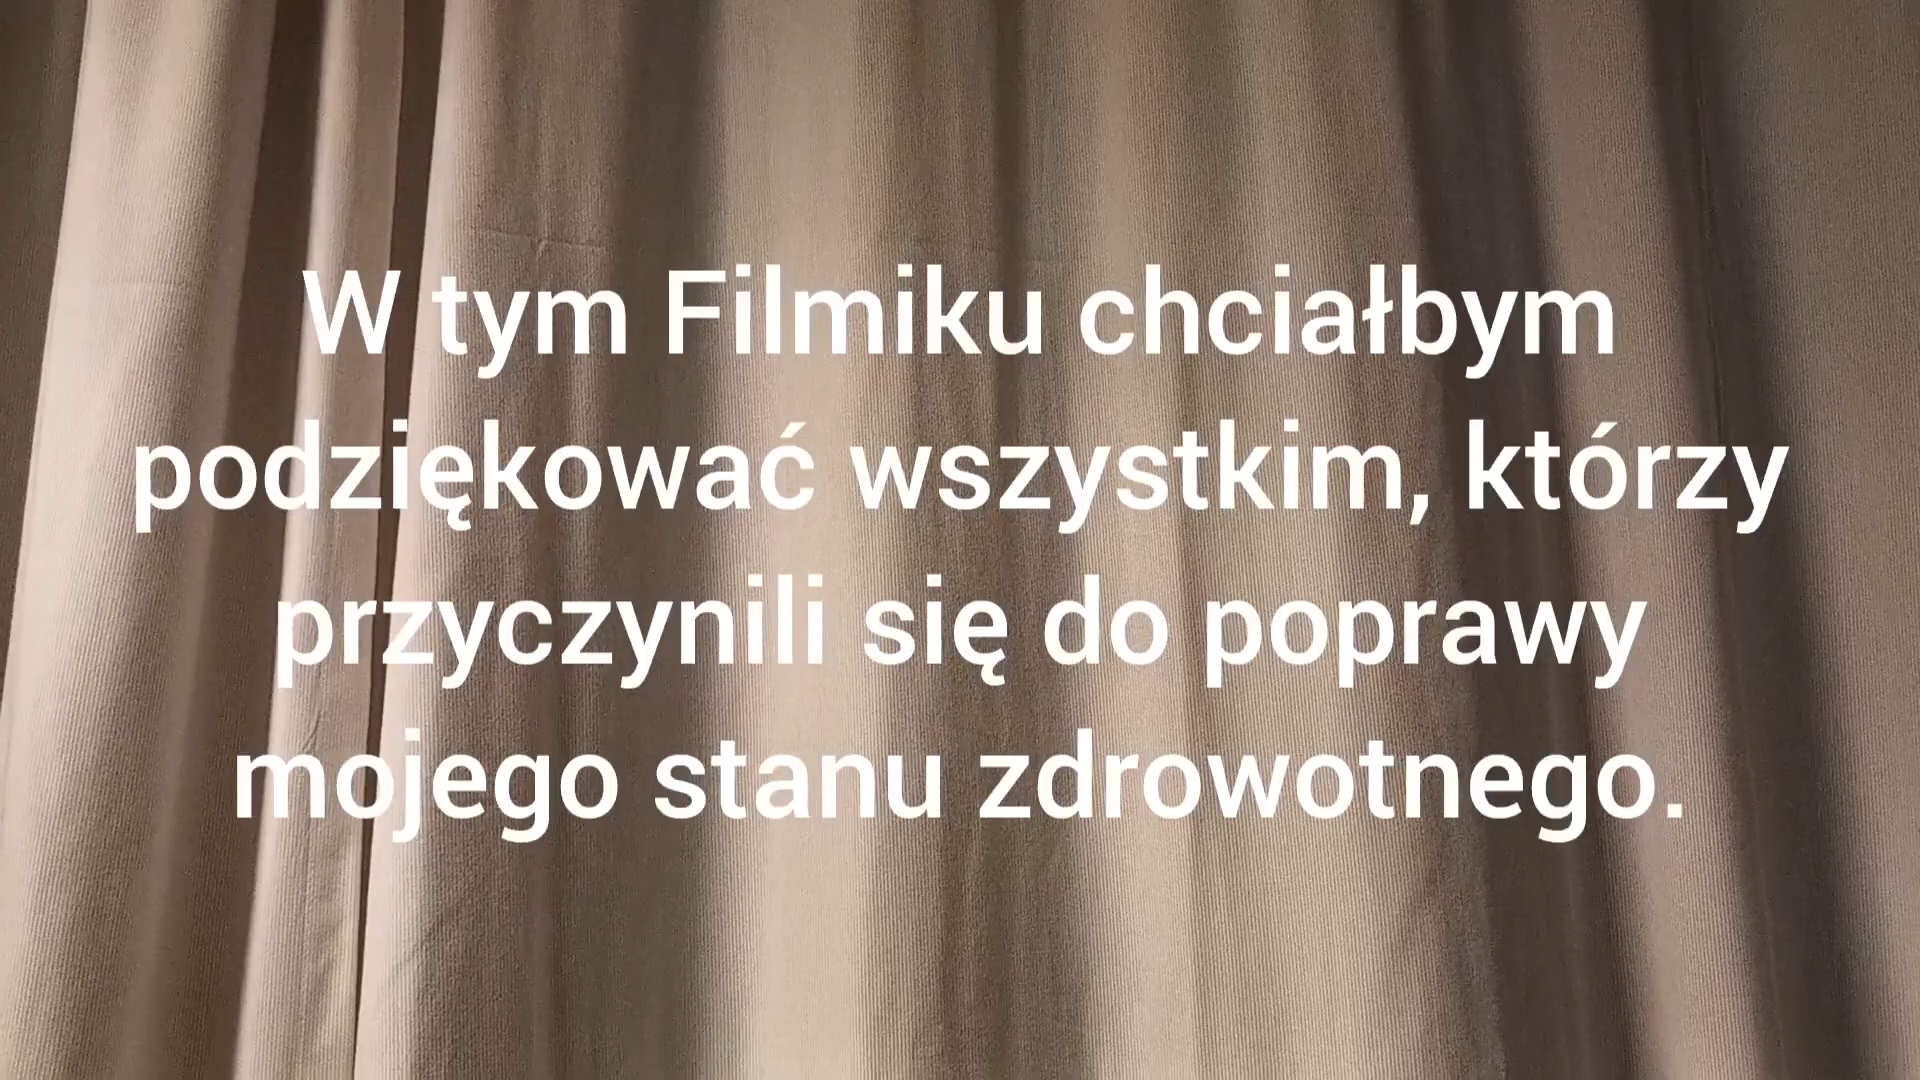 W tym Filmiku chciałbym
podziękować wszystkim, którzy
przyczynili się do poprawy
mojego stanu zdrowotnego.